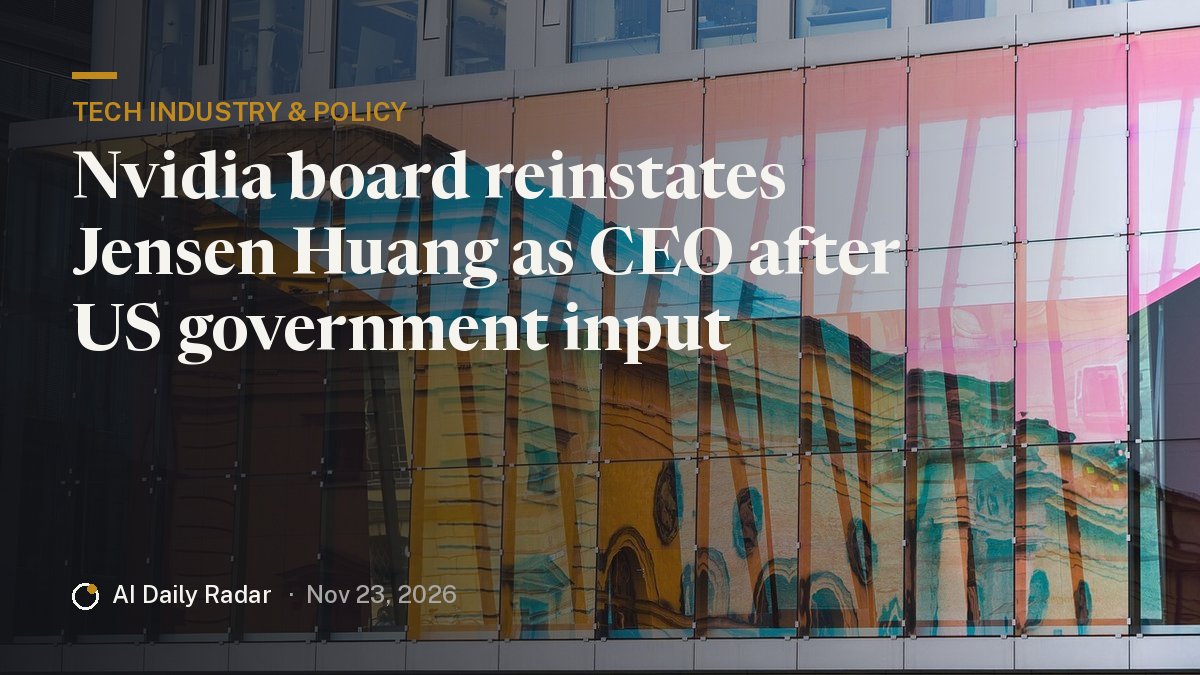 TECH INDUSTRY & POLICY
Nvidia board reinstates
Jensen Huang as CEO after
US government input
AI Daily Radar · Nov 23, 2026